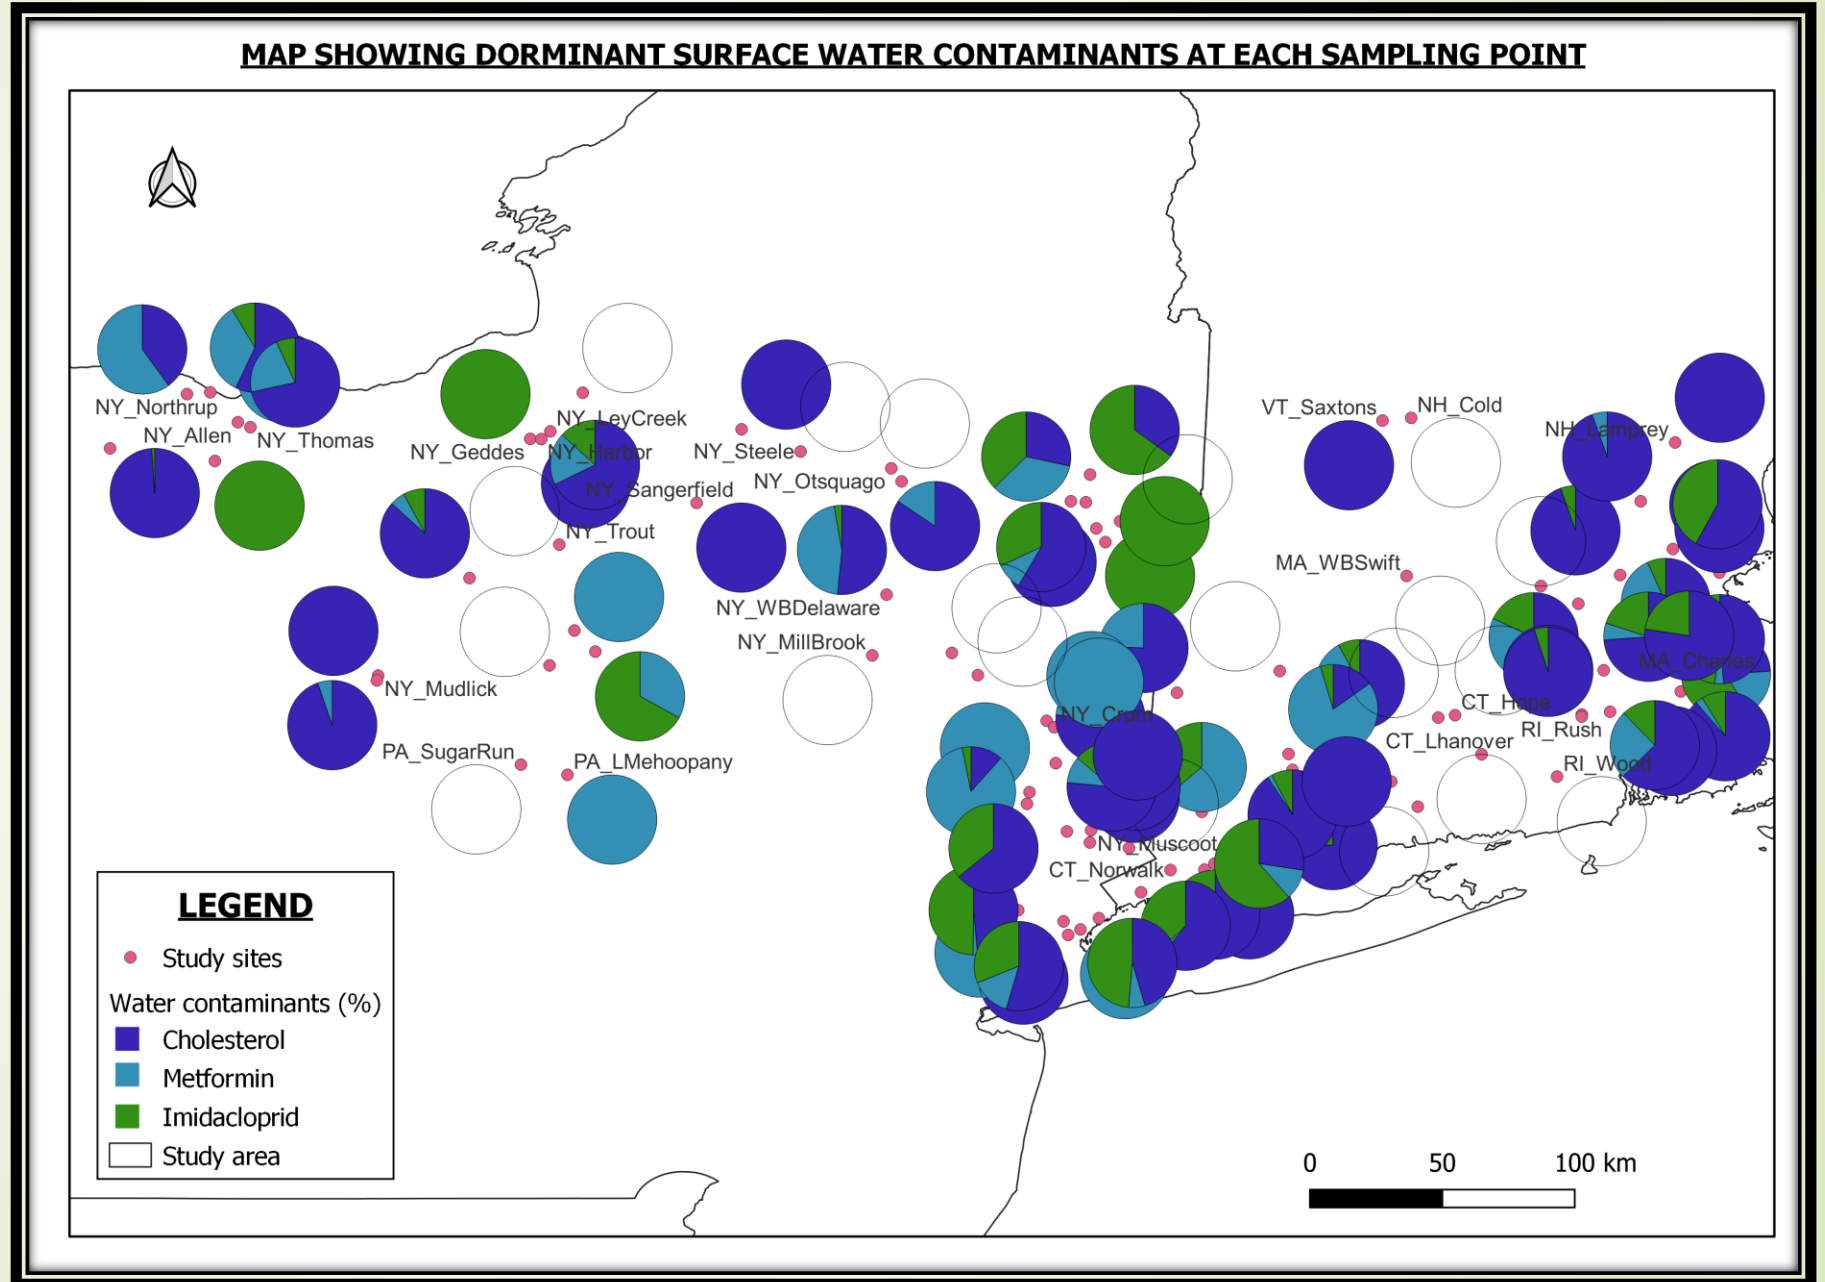 MAP SHOWING DORMINANT SURFACE WATER CONTAMINANTS AT EACH SAMPLING POINT
NY_Northrup
NY_Allen
NY_Thomas
NY_LeyCreek
NY_Geddes
NY_Harbor
NY_Sangerfield
NY_Trout
NY_Steele
NY_Otsquago
NY_WBDelaware
NY_MillBrook
VT_Saxtons
NH_Cold
NH_Lamprey
MA_WBSwift
MA_Charles
NY_Mudlick
PA_SugarRun
PA_LMehoopany
NY_Crum
CT_Hope
CT_Lhanover
RI_Rush
RI_Wood
NY_Muscoot
CT_Norwalk
LEGEND
Study sites
Water contaminants (%)
Cholesterol
Metformin
Imidacloprid
Study area
0 50 100 km